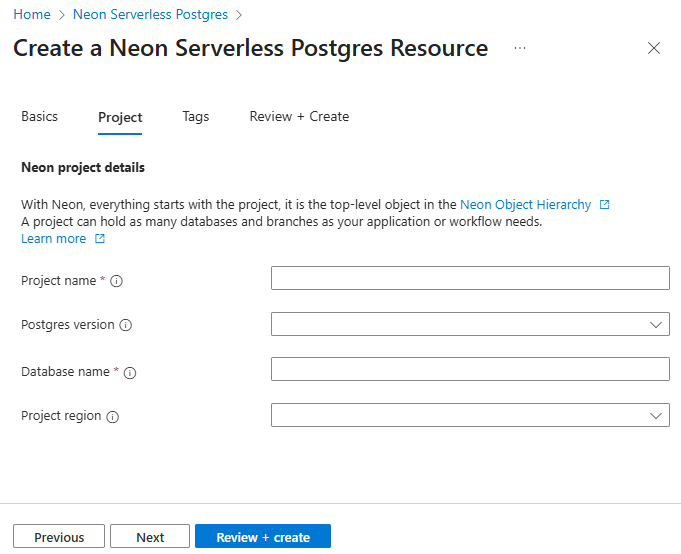 Home > Neon Serverless Postgres >
Create a Neon Serverless Postgres Resource ...
Basics Project Tags Review + Create
Neon project details
With Neon, everything starts with the project, it is the top-level object in the Neon Object Hierarchy
A project can hold as many databases and branches as your application or workflow needs.
Learn more
Project name *
Postgres version
Database name *
Project region
Previous Next Review + create